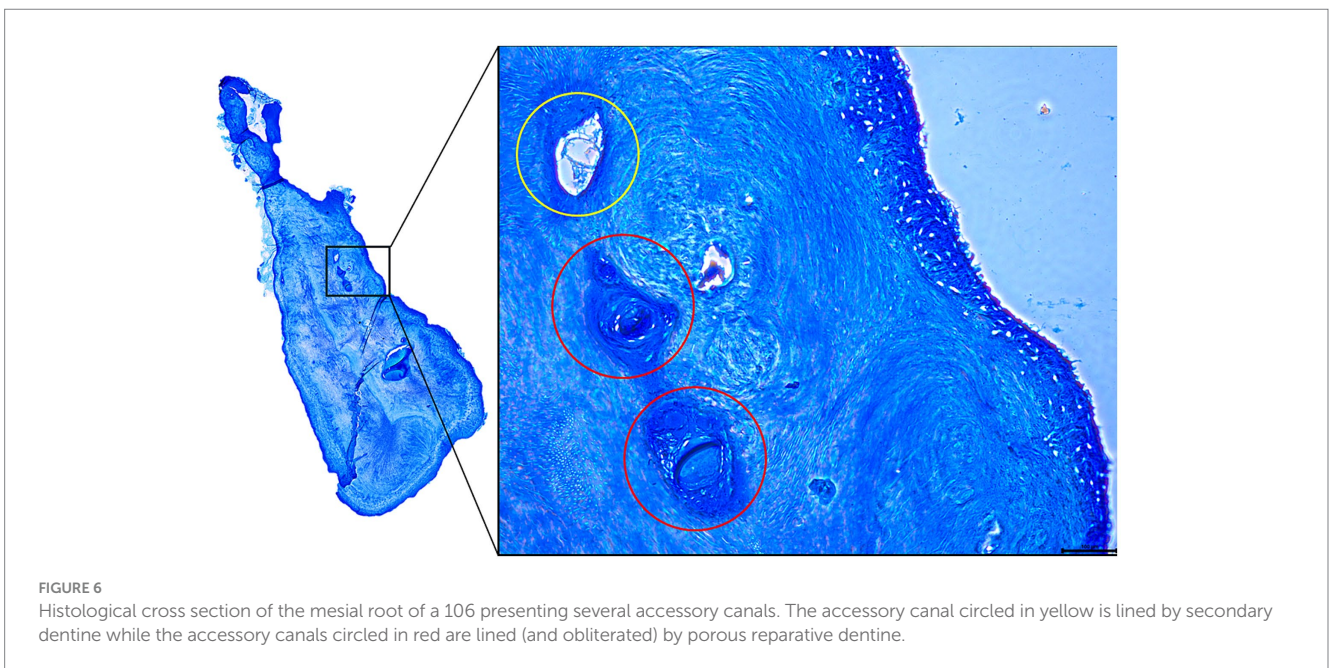 FIGURE 6
Histological cross section of the mesial root of a 106 presenting several accessory canals. The accessory canal circled in yellow is lined by secondary
dentine while the accessory canals circled in red are lined (and obliterated) by porous reparative dentine.